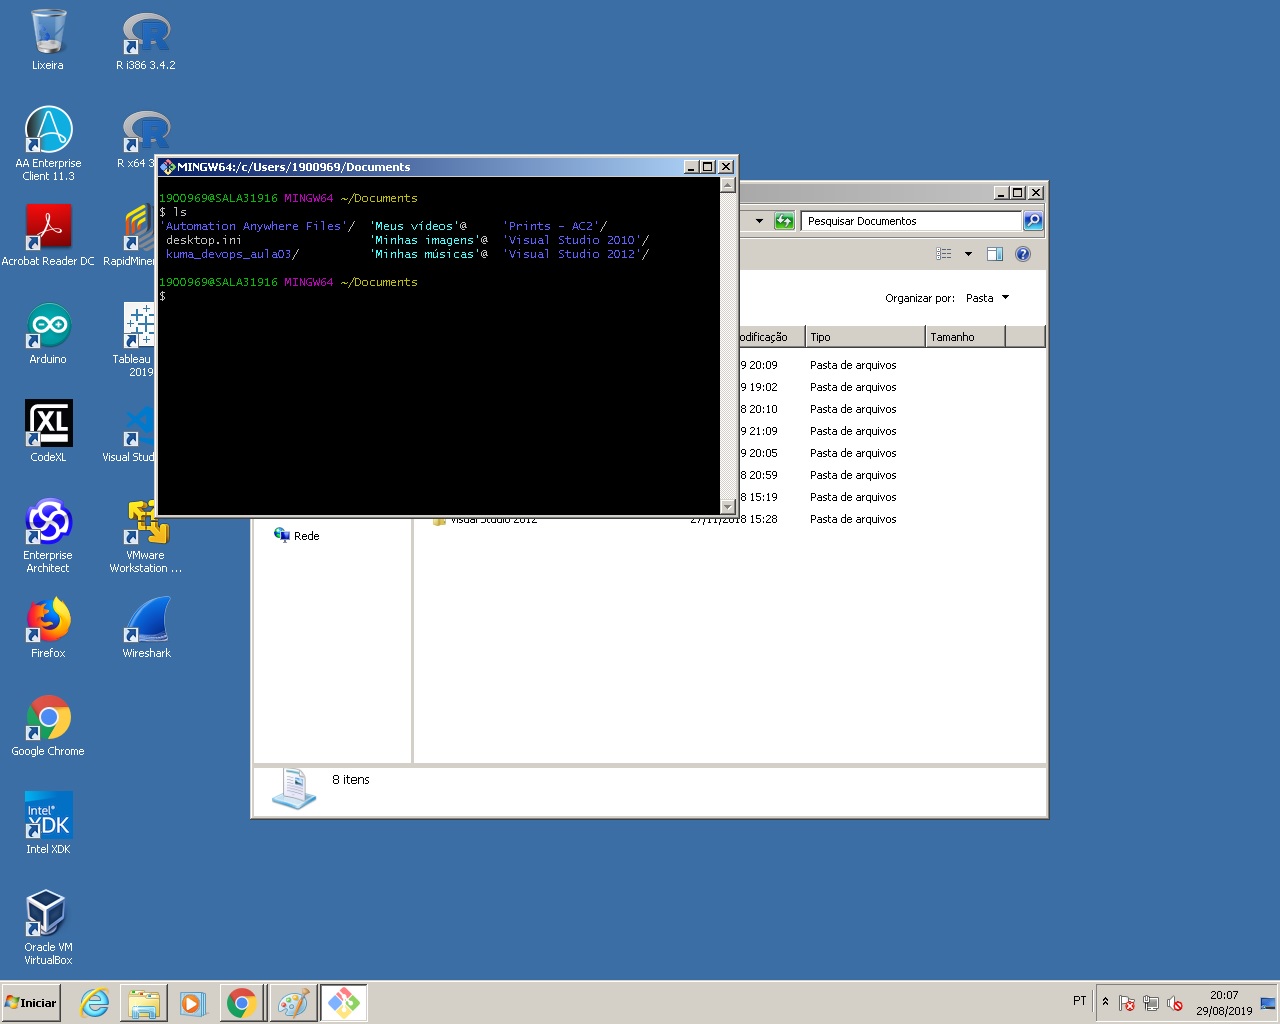 Lixeira
R i386 3.4.2
AA Enterprise
Client 11.3
R x64 3
Acrobat Reader DC
RapidMiner
Arduino
Tableau
2019
CodeXL
Visual Stud
Enterprise
Architect
VMware
Workstation ...
Firefox
Wireshark
Google Chrome
Intel XDK
Oracle VM
VirtualBox
MINGW64:/c/Users/1900969/Documents
1900969@SALA31916 MINGW64 ~/Documents
$ ls
'Automation Anywhere Files'/ 'Meus vídeos'@ 'Prints - AC2'/
desktop.ini 'Minhas imagens'@ 'Visual Studio 2010'/
kuma_devops_aula03/ 'Minhas músicas'@ 'Visual Studio 2012'/
1900969@SALA31916 MINGW64 ~/Documents
$
Pesquisar Documentos
Organizar por: Pasta
odificação Tipo Tamanho
9 20:09 Pasta de arquivos
9 19:02 Pasta de arquivos
8 20:10 Pasta de arquivos
9 21:09 Pasta de arquivos
9 20:05 Pasta de arquivos
8 20:59 Pasta de arquivos
8 15:19 Pasta de arquivos
Visual Studio 2012 27/11/2018 15:28 Pasta de arquivos
Rede
8 itens
Iniciar
PT
20:07
29/08/2019